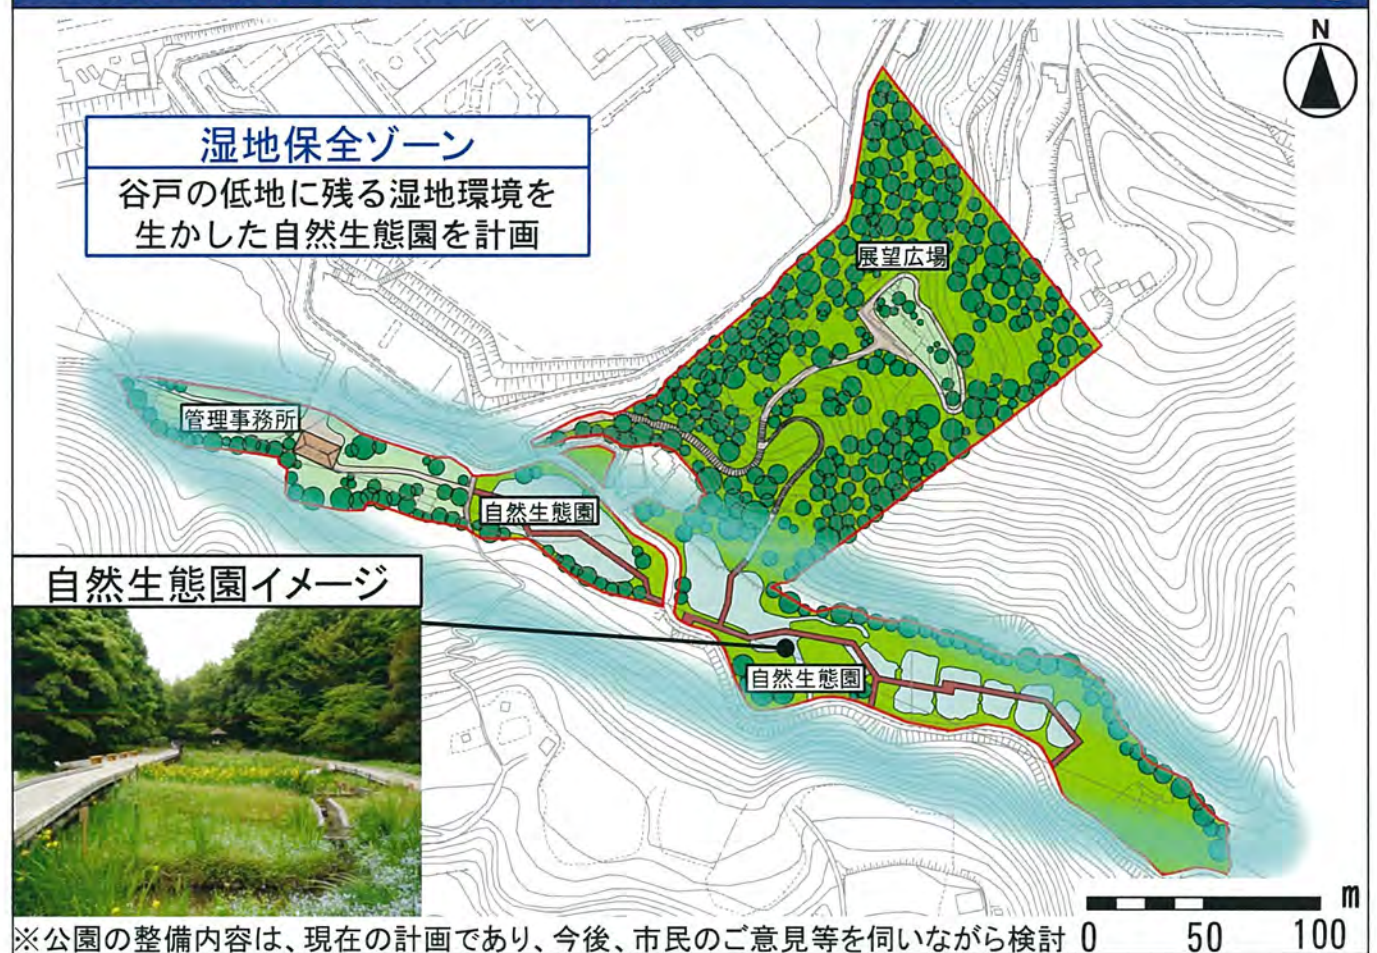 N
湿地保全ゾーン
谷戸の低地に残る湿地環境を
生かした自然生態園を計画
展望広場
管理事務所
自然生態園
自然生態園イメージ
自然生態園
m
0 50 100
※公園の整備内容は、現在の計画であり、今後、市民のご意見等を伺いながら検討